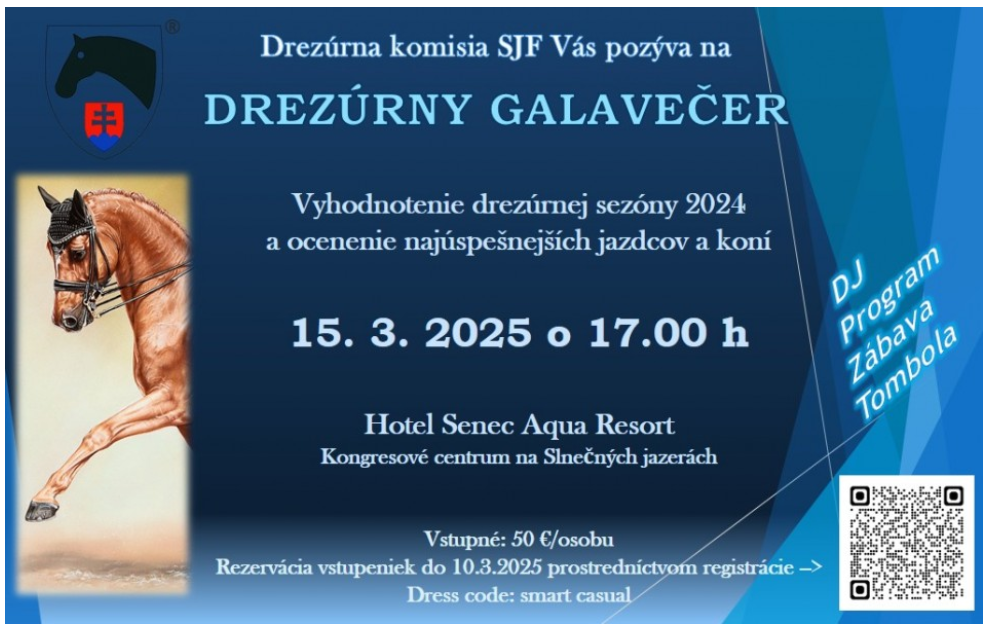 ®
Drezúrna komisia SJF Vás pozýva na
DREZÚRNY GALAVEČER
Vyhodnotenie drezúrnej sezóny 2024
a ocenenie najúspešnejších jazdcov a koní
15. 3. 2025 o 17.00 h
DJ
Program
Zábava
Tombola
Hotel Senec Aqua Resort
Kongresové centrum na Slnečných jazerách
Vstupné: 50 €/osobu
Rezervácia vstupeniek do 10.3.2025 prostredníctvom registrácie –>
Dress code: smart casual